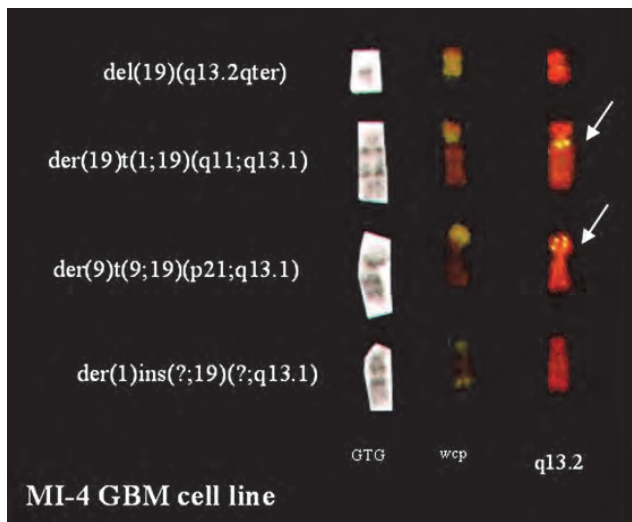 del(19)(q13.2qter)
der(19)t(1;19)(q11;q13.1)
der(9)t(9;19)(p21;q13.1)
der(1)ins(?;19)(?;q13.1)
GTG wcp q13.2
MI-4 GBM cell line